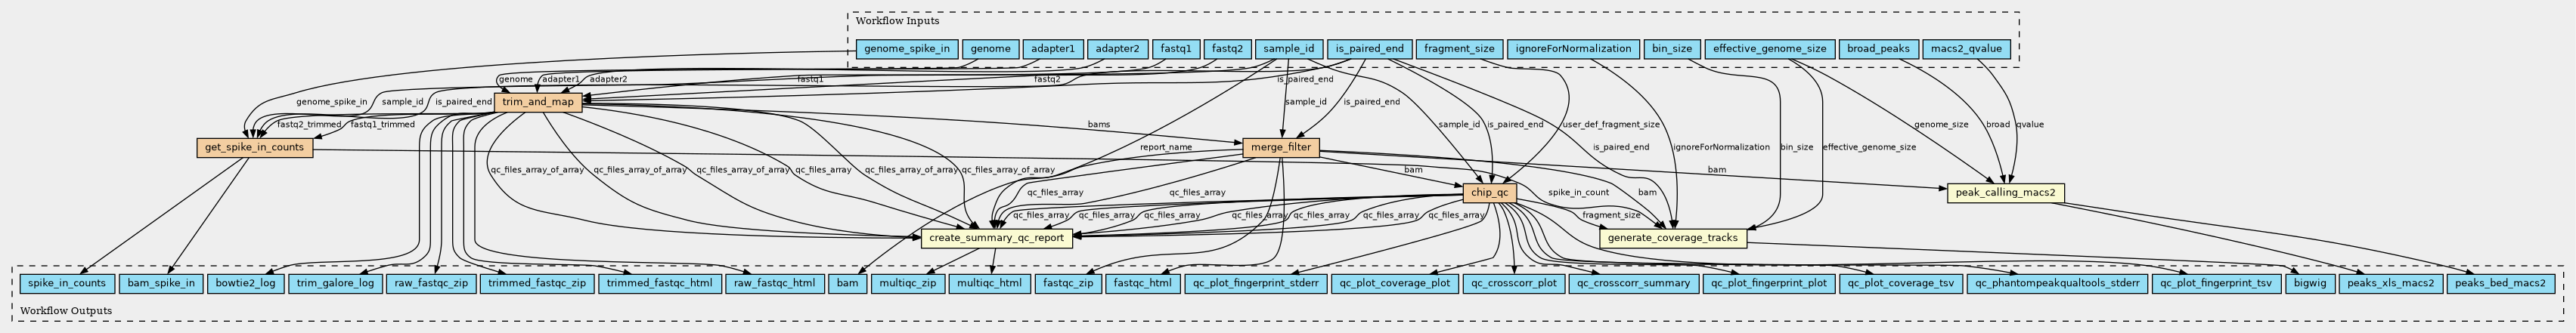 Workflow Inputs
genome_spike_in
genome
adapter1
adapter2
fastq1
fastq2
sample_id
is_paired_end
fragment_size
ignoreForNormalization
bin_size
effective_genome_size
broad_peaks
macs2_qvalue
genome
adapter1
adapter2
fastq1
fastq2
is_paired_end
genome_spike_in
sample_id
is_paired_end
trim_and_map
sample_id
is_paired_end
fastq2_trimmed
fastq1_trimmed
bams
sample_id
is_paired_end
user_def_fragment_size
genome_size
broad
qvalue
get_spike_in_counts
report_name
merge_filter
is_paired_end
ignoreForNormalization
bin_size
effective_genome_size
qc_files_array_of_array
qc_files_array_of_array
qc_files_array_of_array
qc_files_array
qc_files_array_of_array
qc_files_array_of_array
bam
bam
qc_files_array
qc_files_array
chip_qc
spike_in_count
bam
peak_calling_macs2
qc_files_array
qc_files_array
qc_files_array
qc_files_array
qc_files_array
qc_files_array
qc_files_array
fragment_size
create_summary_qc_report
generate_coverage_tracks
spike_in_counts
bam_spike_in
bowtie2_log
trim_galore_log
raw_fastqc_zip
trimmed_fastqc_zip
trimmed_fastqc_html
raw_fastqc_html
bam
multiqc_zip
multiqc_html
fastqc_zip
fastqc_html
qc_plot_fingerprint_stderr
qc_plot_coverage_plot
qc_crosscorr_plot
qc_crosscorr_summary
qc_plot_fingerprint_plot
qc_plot_coverage_tsv
qc_phantompeakqualtools_stderr
qc_plot_fingerprint_tsv
bigwig
peaks_xls_macs2
peaks_bed_macs2
Workflow Outputs